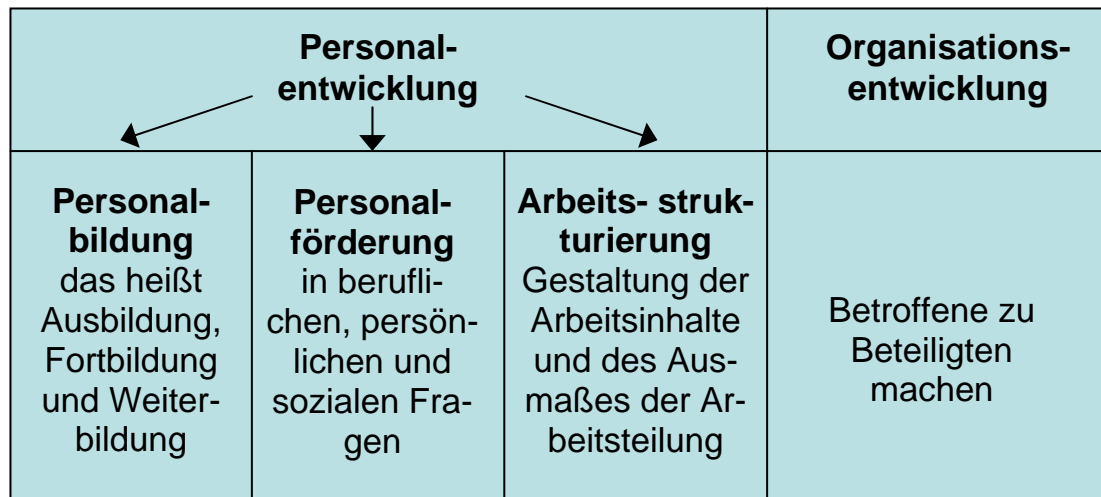 Personal-
entwicklung
Organisations-
entwicklung
Personal-
bildung
das heißt
Ausbildung,
Fortbildung
und Weiter-
bildung
Personal-
förderung
in berufli-
chen, persön-
lichen und
sozialen Fra-
gen
Arbeits- struk-
turierung
Gestaltung der
Arbeitsinhalte
und des Aus-
maßes der Ar-
beitsteilung
Betroffene zu
Beteiligten
machen